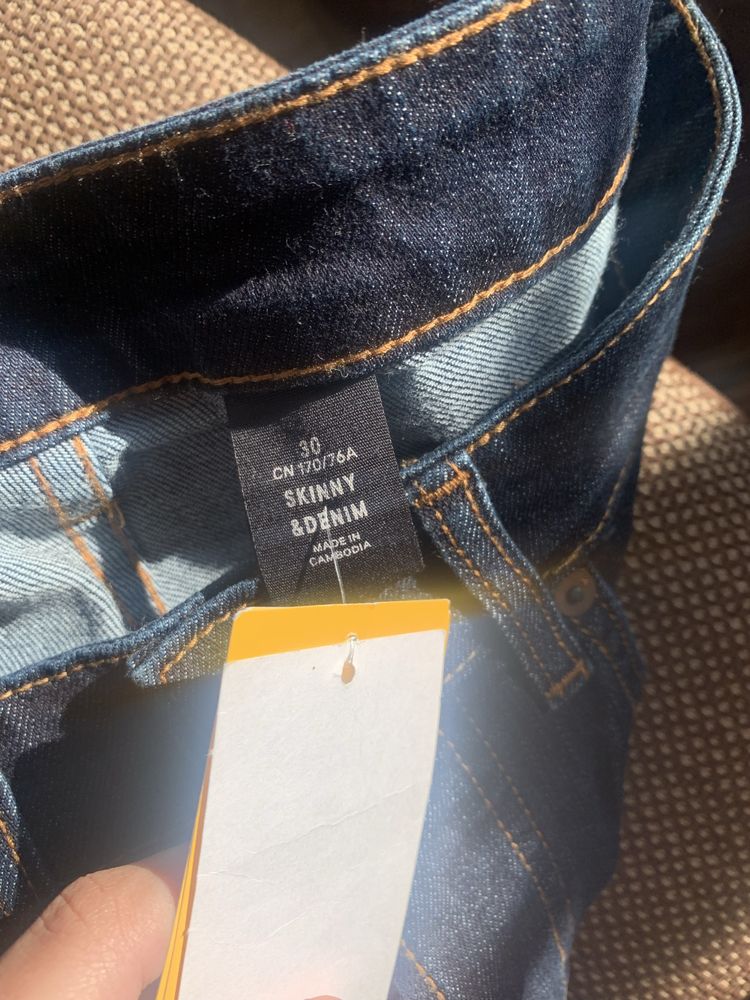 30
CN 170/76A
SKINNY
&DENIM
MADE IN
CAMBODIA